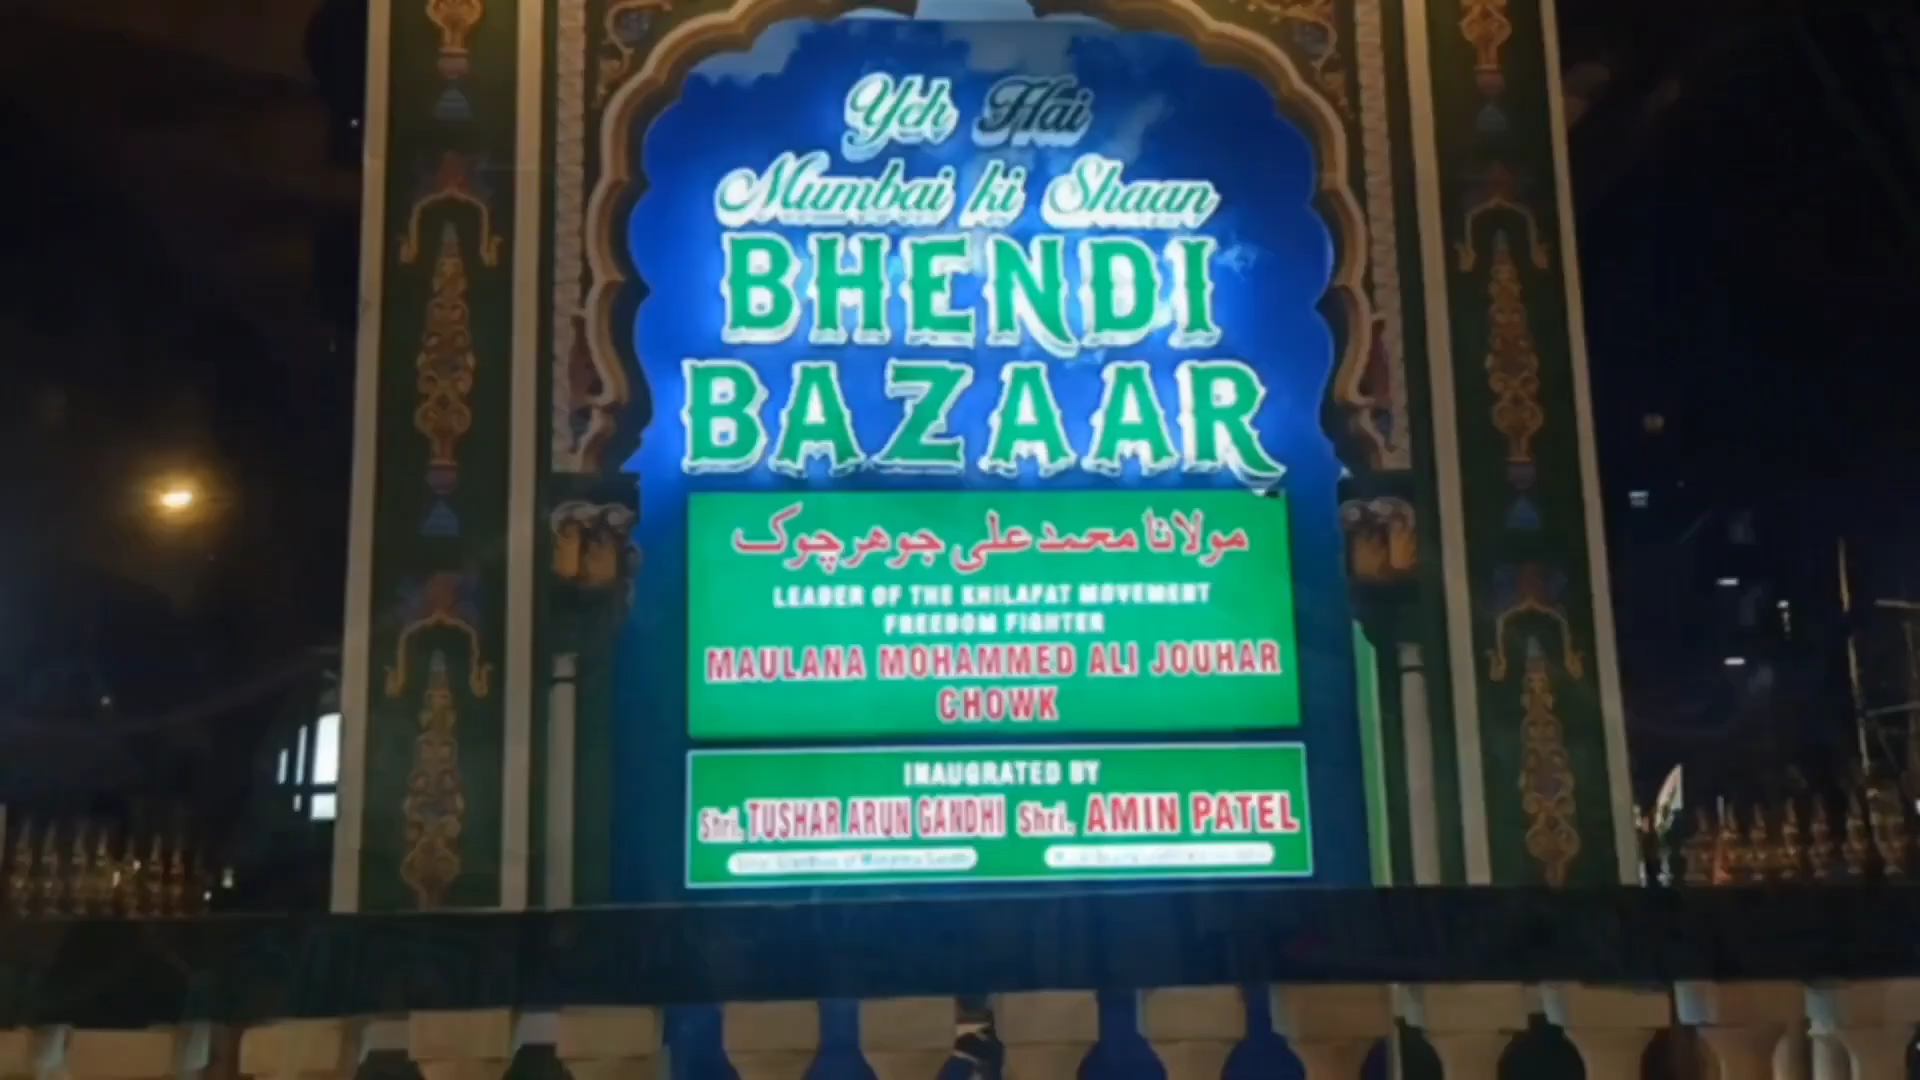 Yeh Hai
Mumbai ki Shaan
BHENDI
BAZAAR
مولانا محمد علی جوهر چوک
LEADER OF THE KHILAFAT MOVEMENT
FREEDOM FIGHTER
MAULANA MOHAMMED ALI JOUHAR
CHOWK
INAUGRATED BY
Shri. TUSHAR ARUN GANDHI Shri. AMIN PATEL